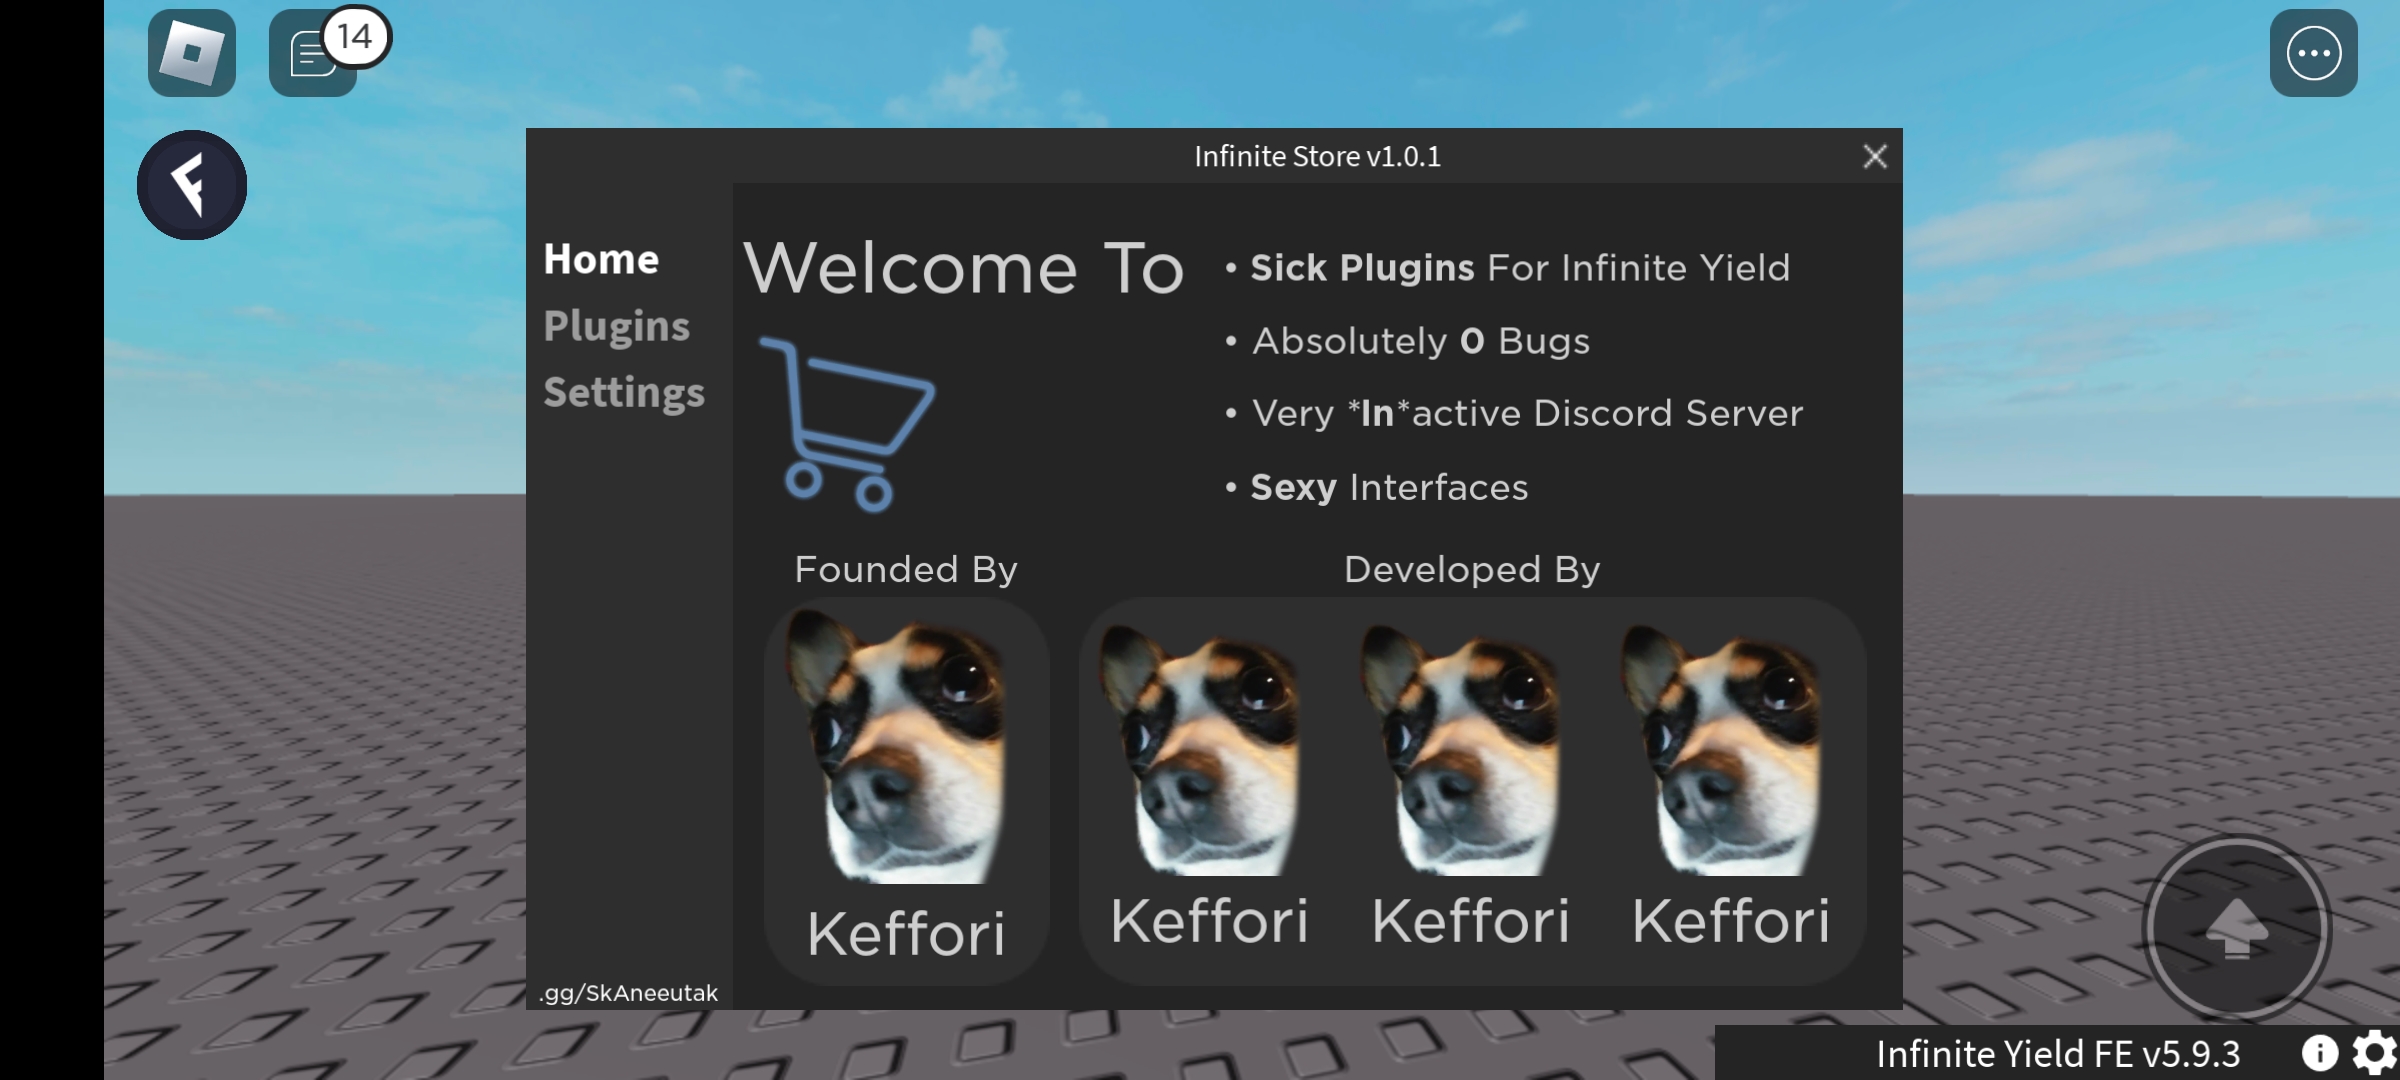 14
Infinite Store v1.0.1
Home
Plugins
Settings
Welcome To
• Sick Plugins For Infinite Yield
• Absolutely 0 Bugs
• Very *In*active Discord Server
• Sexy Interfaces
Founded By
Developed By
Keffori
Keffori
Keffori
Keffori
.gg/SkAneeutak
Infinite Yield FE v5.9.3